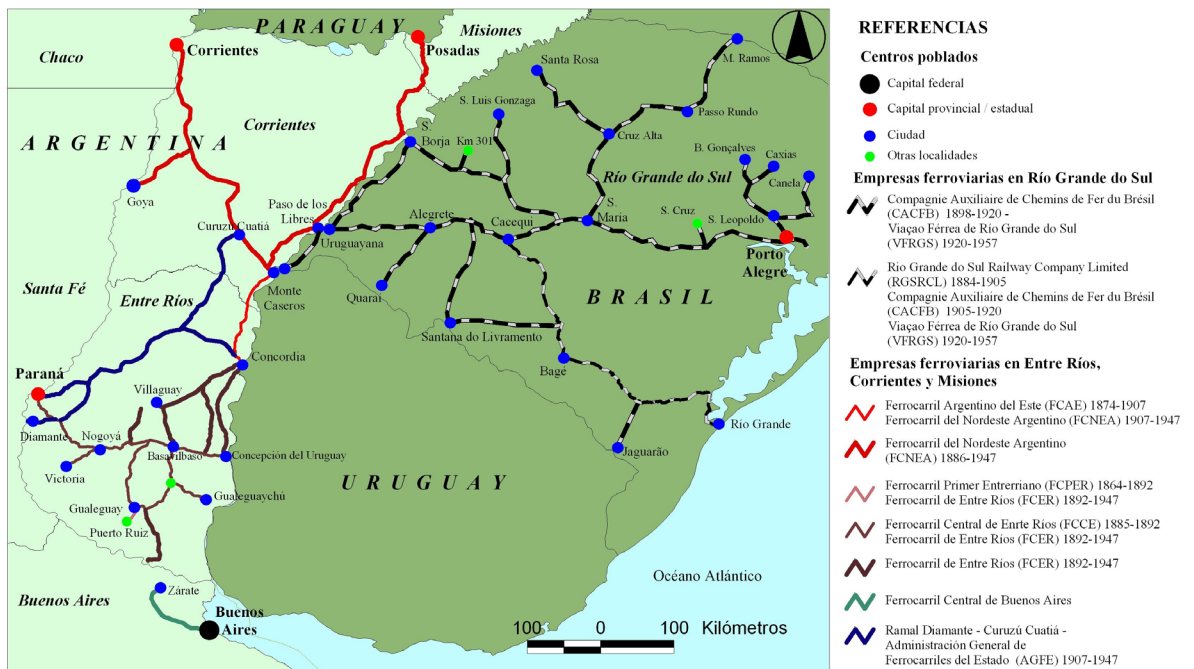 PARAGUAY
Misiones
Corrientes
Posadas
Chaco
Santa Rosa
M. Ramos
S. Luis Gonzaga
Passo Rundo
ARGENTINA
Corrientes
S.
Borja
Km 301
Cruz Alta
B. Gonçalves
Caxias
Canela
Goya
Río Grande do Sul
Paso de los
Libres
Alegrete
Cacequi
S.
Maria
S. Cruz
S. Leopoldo
Curuzú Cuatiá
Uruguayana
Porto
Alegre
Santa Fé
Entre Ríos
Monte
Caseros
Quarai
BRASIL
Santana do Livramento
Concordia
Bagé
Paraná
Villaguay
Diamante
Nogoyá
Basavilbaso
Concepción del Uruguay
Río Grande
Jaguarão
Victoria
URUGUAY
Gualeguay
Gualeguaychú
Puerto Ruiz
Océano Atlántico
Zárate
Buenos Aires
Buenos
Aires
100 0 100 Kilómetros
REFERENCIAS
Centros poblados
Capital federal
Capital provincial / estadual
Ciudad
Otras localidades
Empresas ferroviarias en Río Grande do Sul
Compagnie Auxiliaire de Chemins de Fer du Brésil
(CACFB) 1898-1920 -
Viaçao Férrea de Río Grande do Sul
(VFRGS) 1920-1957
Rio Grande do Sul Railway Company Limited
(RGSRCL) 1884-1905
Compagnie Auxiliaire de Chemins de Fer du Brésil
(CACFB) 1905-1920
Viaçao Férrea de Río Grande do Sul
(VFRGS) 1920-1957
Empresas ferroviarias en Entre Ríos,
Corrientes y Misiones
Ferrocarril Argentino del Este (FCAE) 1874-1907
Ferrocarril del Nordeste Argentino (FCNEA) 1907-1947
Ferrocarril del Nordeste Argentino
(FCNEA) 1886-1947
Ferrocarril Primer Entrerriano (FCPER) 1864-1892
Ferrocarril de Entre Ríos (FCER) 1892-1947
Ferrocarril Central de Enrte Ríos (FCCE) 1885-1892
Ferrocarril de Entre Ríos (FCER) 1892-1947
Ferrocarril de Entre Ríos (FCER) 1892-1947
Ferrocarril Central de Buenos Aires
Ramal Diamante - Curuzú Cuatiá -
Administración General de
Ferrocarriles del Estado (AGFE) 1907-1947